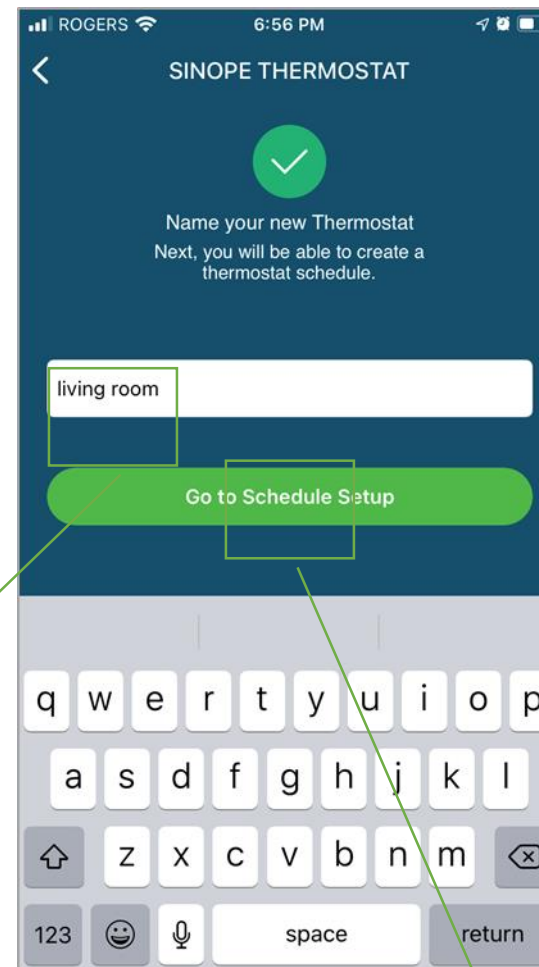 ROGERS 6:56 PM
SINOPE THERMOSTAT
Name your new Thermostat
Next, you will be able to create a
thermostat schedule.
living room
Go to Schedule Setup
q w e r t y u i o p
a s d f g h j k l
z x c v b n m
123 space return